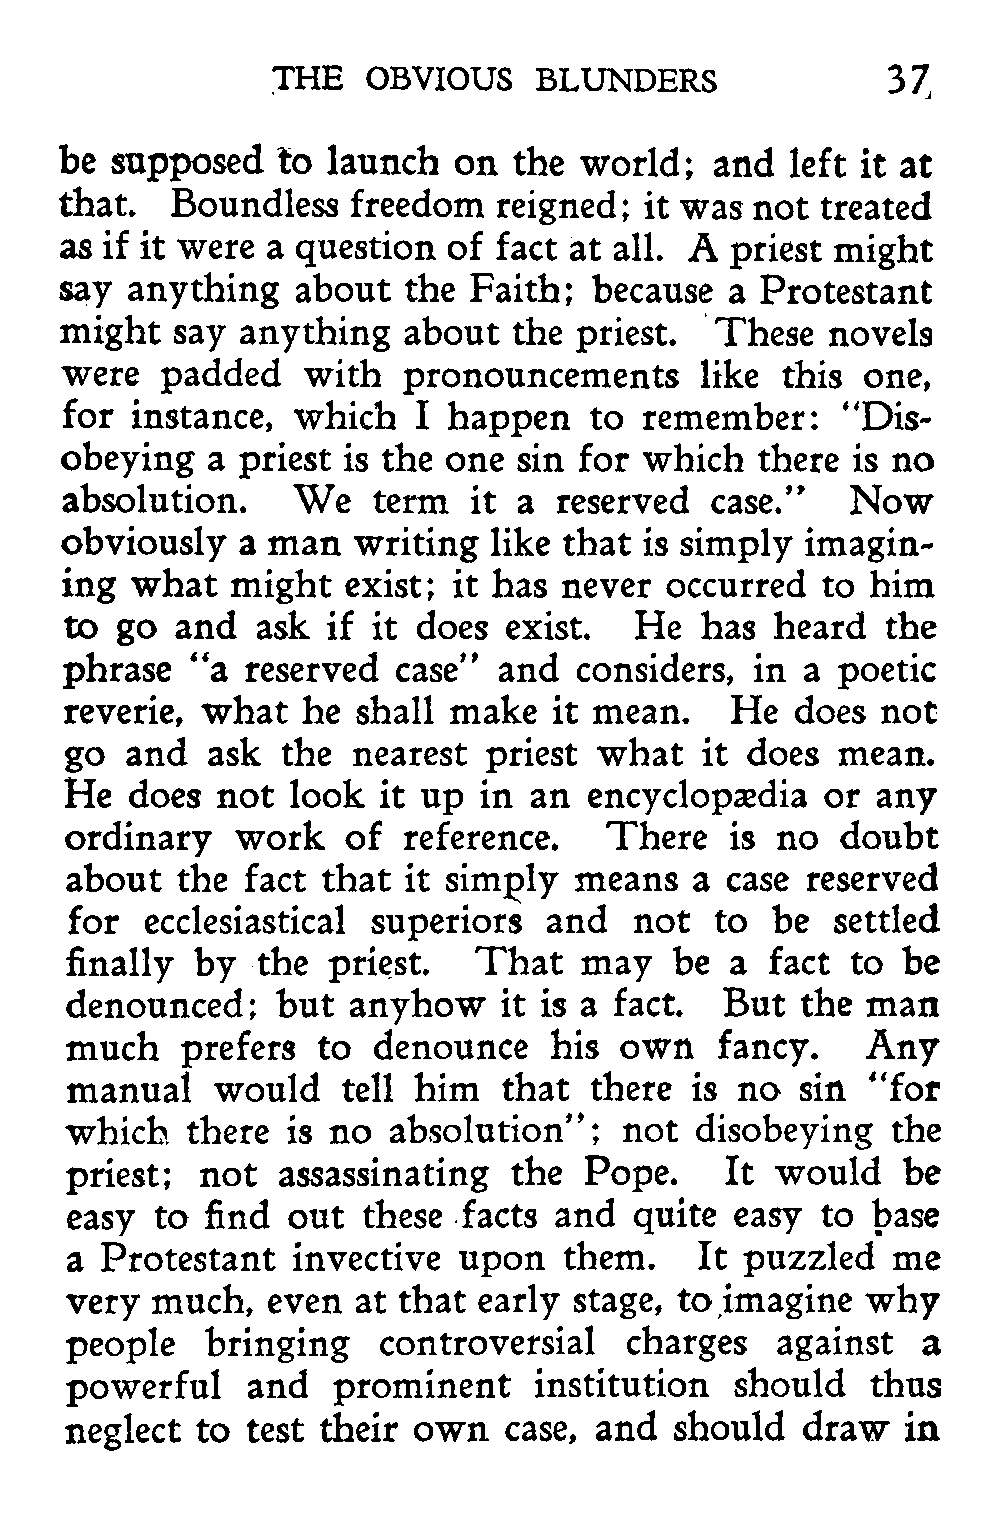 THE OBVIOUS BLUNDERS 37
be supposed to launch on the world; and left it at
that. Boundless freedom reigned; it was not treated
as if it were a question of fact at all. A priest might
say anything about the Faith; because a Protestant
might say anything about the priest. These novels
were padded with pronouncements like this one,
for instance, which I happen to remember: “Dis-
obeying a priest is the one sin for which there is no
absolution. We term it a reserved case.” Now
obviously a man writing like that is simply imagin-
ing what might exist; it has never occurred to him
to go and ask if it does exist. He has heard the
phrase “a reserved case” and considers, in a poetic
reverie, what he shall make it mean. He does not
go and ask the nearest priest what it does mean.
He does not look it up in an encyclopædia or any
ordinary work of reference. There is no doubt
about the fact that it simply means a case reserved
for ecclesiastical superiors and not to be settled
finally by the priest. That may be a fact to be
denounced; but anyhow it is a fact. But the man
much prefers to denounce his own fancy. Any
manual would tell him that there is no sin “for
which there is no absolution”; not disobeying the
priest; not assassinating the Pope. It would be
easy to find out these facts and quite easy to base
a Protestant invective upon them. It puzzled me
very much, even at that early stage, to imagine why
people bringing controversial charges against a
powerful and prominent institution should thus
neglect to test their own case, and should draw in